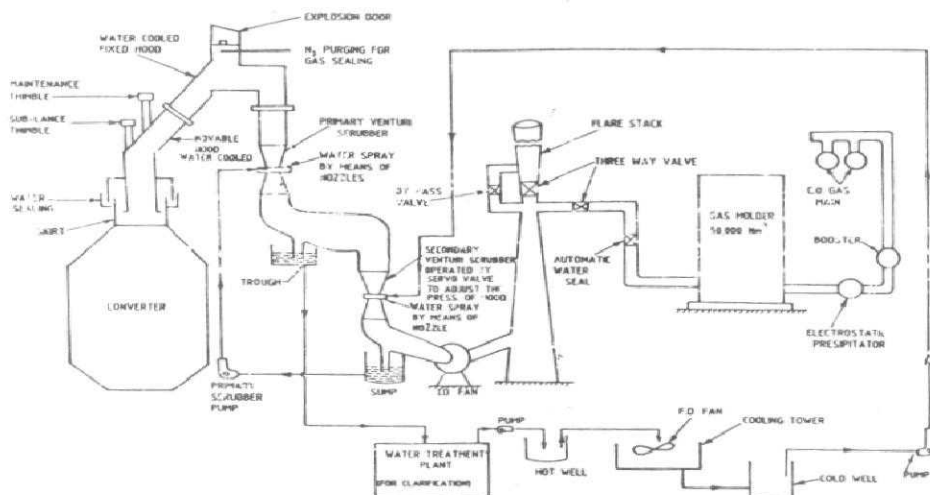 EXPLOSION DOOR
WATER COOLED
FIXED HOOD
N2 PURGING FOR
GAS SEALING
MAINTENANCE
THIMBLE
SUB-LANCE
THIMBLE
MOVABLE
HOOD
WATER COOLED
PRIMARY VENTURI
SCRUBBER
WATER SPRAY
BY MEANS OF
NOZZLES
WATER
SEALING
SKIRT
CONVERTER
TROUGH
SECONDARY
VENTURI SCRUBBER
OPERATED BY
SERVO VALVE
TO ADJUST THE
PRESS OF HOOD
WATER SPRAY
BY MEANS OF
NOZZLE
FLARE STACK
THREE WAY VALVE
BY PASS
VALVE
AUTOMATIC
WATER
SEAL
GAS HOLDER
50,000 NM3
C.O GAS
MAIN
BOOSTER
ELECTROSTATIC
PRECIPITATOR
SUMP
I.D FAN
SCRUBBER
PUMP
PUMP
WATER TREATMENT
PLANT
(FOR CLARIFICATION)
HOT WELL
F.D FAN
COOLING TOWER
COLD WELL
PUMP